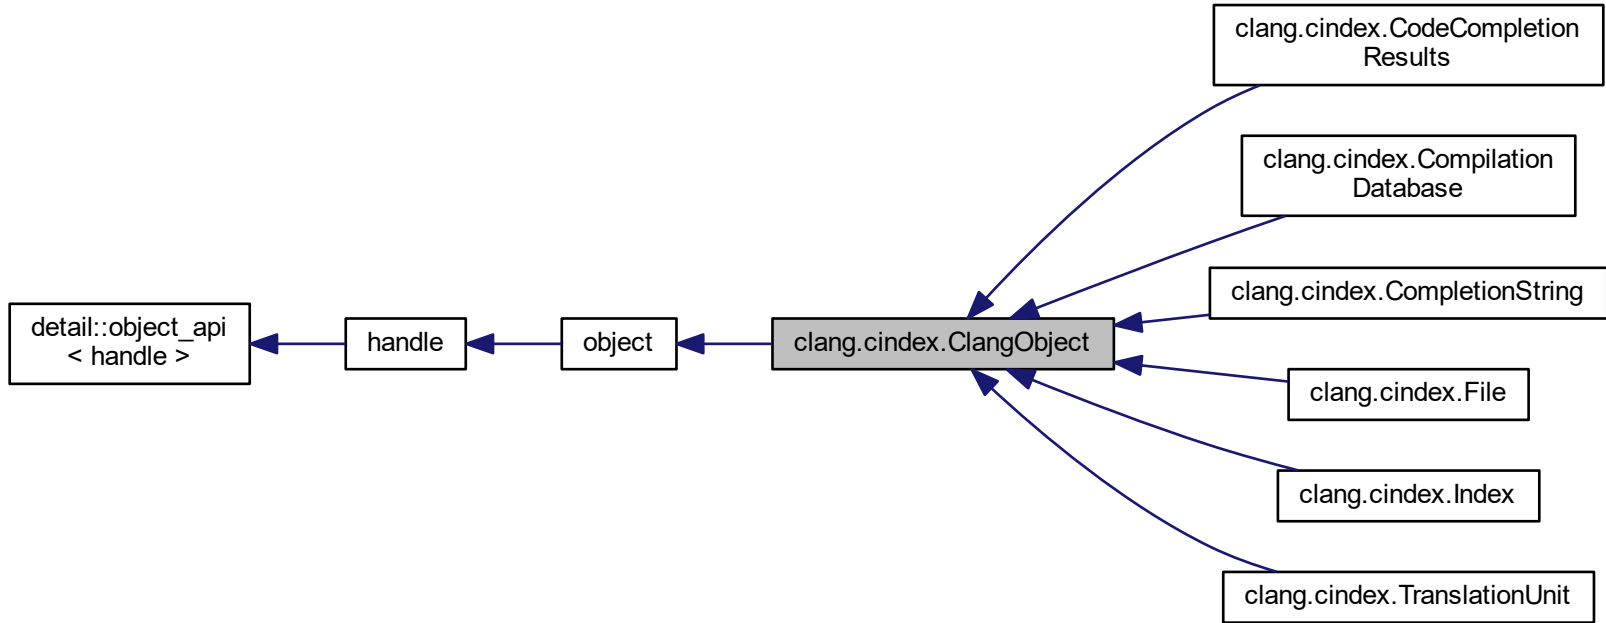 clang.cindex.CodeCompletion
Results
clang.cindex.Compilation
Database
clang.cindex.CompletionString
detail::object_api
< handle >
handle
object
clang.cindex.ClangObject
clang.cindex.File
clang.cindex.Index
clang.cindex.TranslationUnit